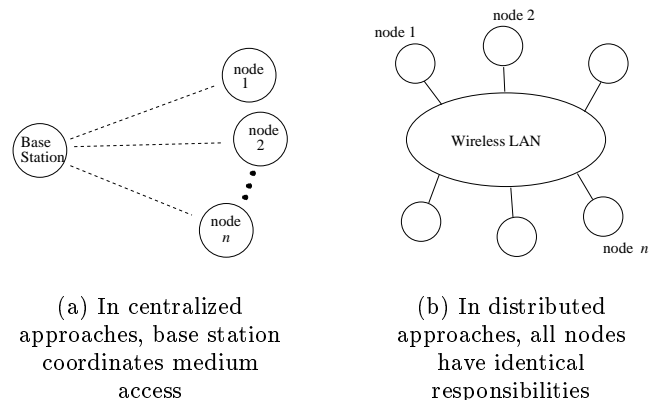 node
1
Base
Station
node
2
node
n
node 1
node 2
Wireless LAN
node n
(a) In centralized
approaches, base station
coordinates medium
access
(b) In distributed
approaches, all nodes
have identical
responsibilities